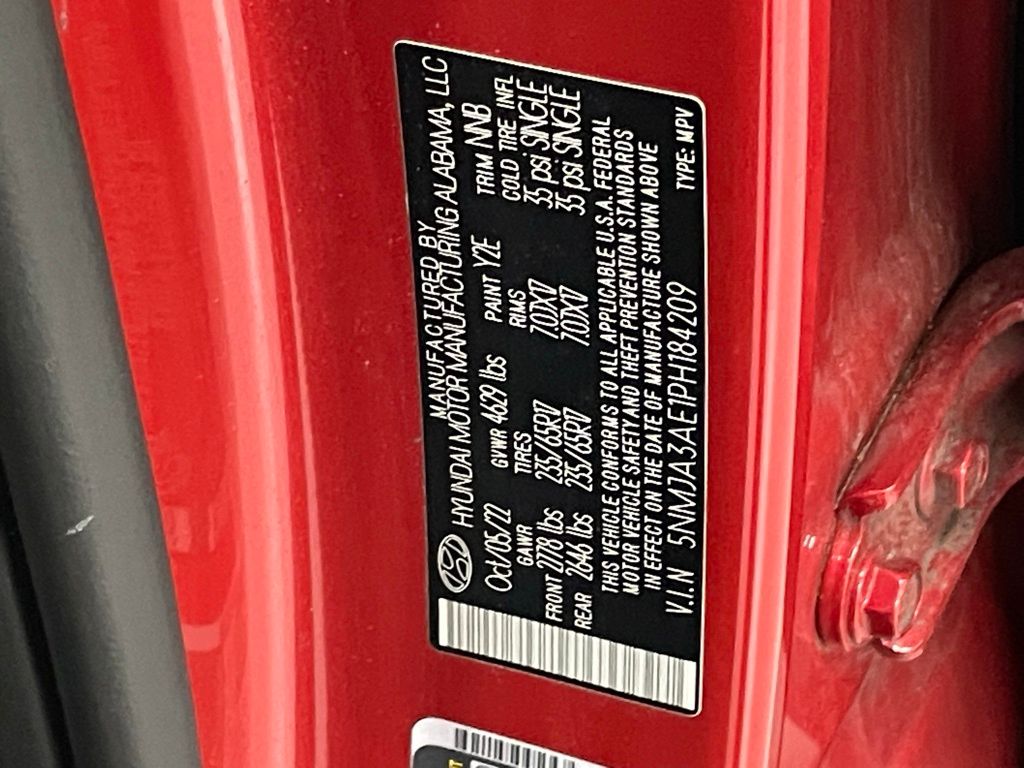 MANUFACTURED BY
HYUNDAI MOTOR MANUFACTURING ALABAMA, LLC
Oct/05/22 GVWR 4629 lbs PAINT Y2E TRIM NNB
GAWR TIRES RIMS COLD TIRE INFL
FRONT 2778 lbs 235/65R17 7.0JX17 35 psi SINGLE
REAR 2646 lbs 235/65R17 7.0JX17 35 psi SINGLE
THIS VEHICLE CONFORMS TO ALL APPLICABLE U.S.A. FEDERAL
MOTOR VEHICLE SAFETY AND THEFT PREVENTION STANDARDS
IN EFFECT ON THE DATE OF MANUFACTURE SHOWN ABOVE
V.I.N 5NMJA3AE1PH184209 TYPE: MPV